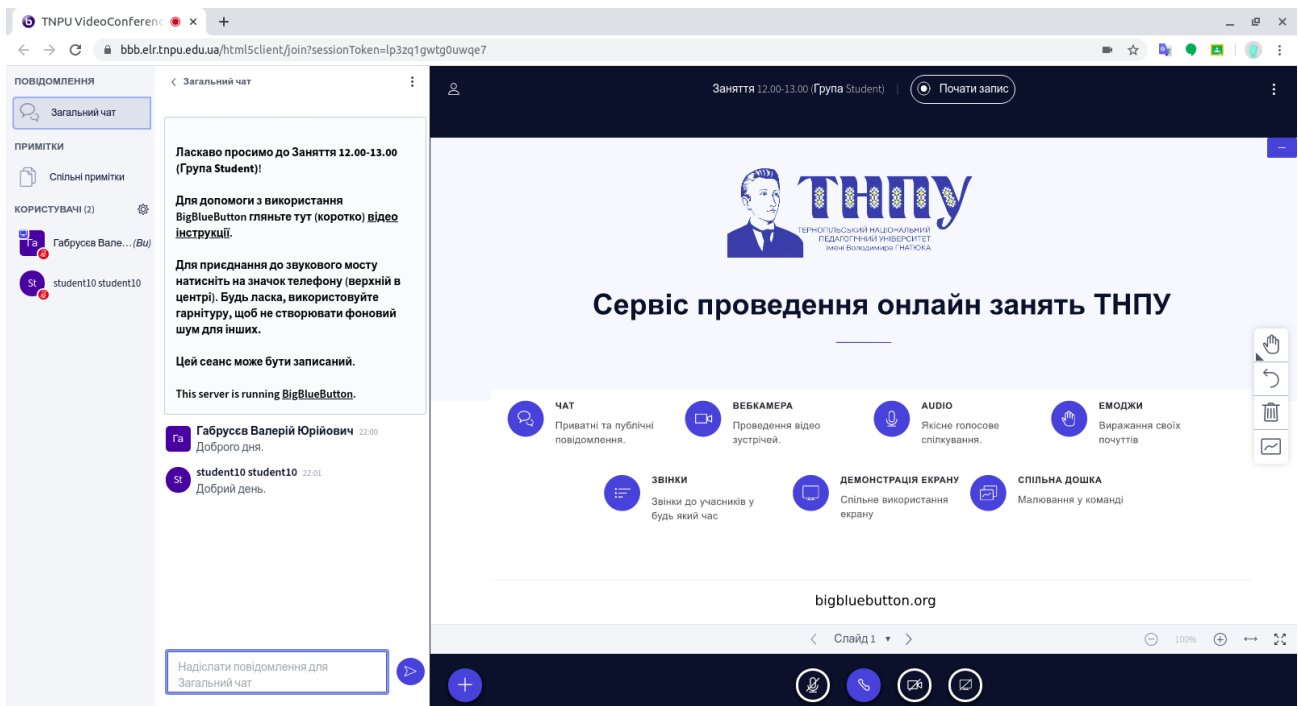 TNPU VideoConferenc
bbb.elr.tnpu.edu.ua/html5client/join?sessionToken=lp3zq1gwtg0uwqe7
ПОВІДОМЛЕННЯ
Загальний чат
ПРИМІТКИ
Спільні примітки
КОРИСТУВАЧІ (2)
Га
Габрусєв Вале... (Ви)
St
student10 student10
Загальний чат
Ласкаво просимо до Заняття 12.00-13.00
(Група Student)!
Для допомоги з використання
BigBlueButton гляньте тут (коротко) відео
інструкції.
Для приєднання до звукового мосту
натисніть на значок телефону (верхній в
центрі). Будь ласка, використовуйте
гарнітуру, щоб не створювати фоновий
шум для інших.
Цей сеанс може бути записаний.
This server is running BigBlueButton.
Га
Габрусєв Валерій Юрійович 22:00
Доброго дня.
St
student10 student10 22:01
Добрий день.
Надіслати повідомлення для
Загальний чат
Заняття 12.00-13.00 (Група Student)
Почати запис
ТНПУ
ТЕРНОПІЛЬСЬКИЙ НАЦІОНАЛЬНИЙ
ПЕДАГОГІЧНИЙ УНІВЕРСИТЕТ
імені Володимира ГНАТЮКА
Сервіс проведення онлайн занять ТНПУ
ЧАТ
Приватні та публічні
повідомлення.
ВЕБКАМЕРА
Проведення відео
зустрічей.
AUDIO
Якісне голосове
спілкування.
ЕМОДЖИ
Виражання своїх
почуттів
ЗВІНКИ
Звінки до учасників у
будь який час
ДЕМОНСТРАЦІЯ ЕКРАНУ
Спільне використання
екрану
СПІЛЬНА ДОШКА
Малювання у команді
bigbluebutton.org
Слайд 1
100%